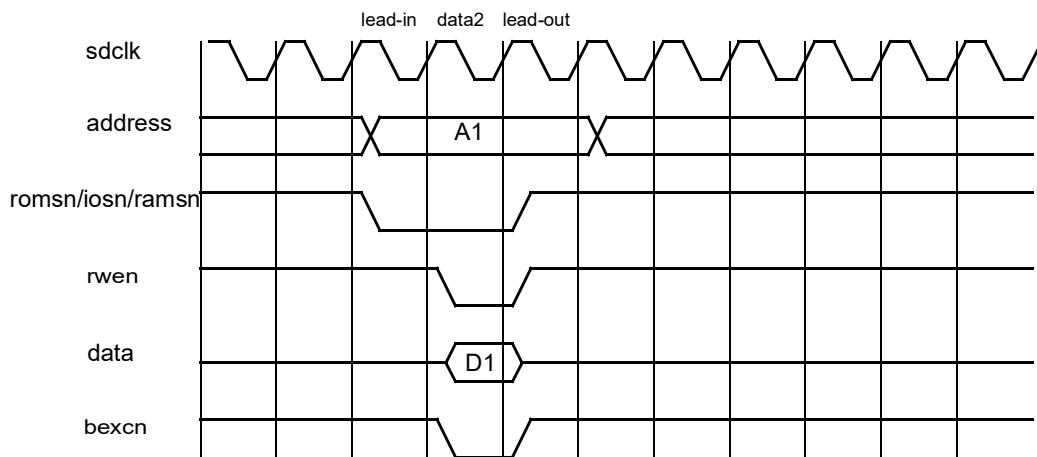 lead-in data2 lead-out
sdclk
address A1
romsn/iosn/ramsn
rwen
data D1
bexcn